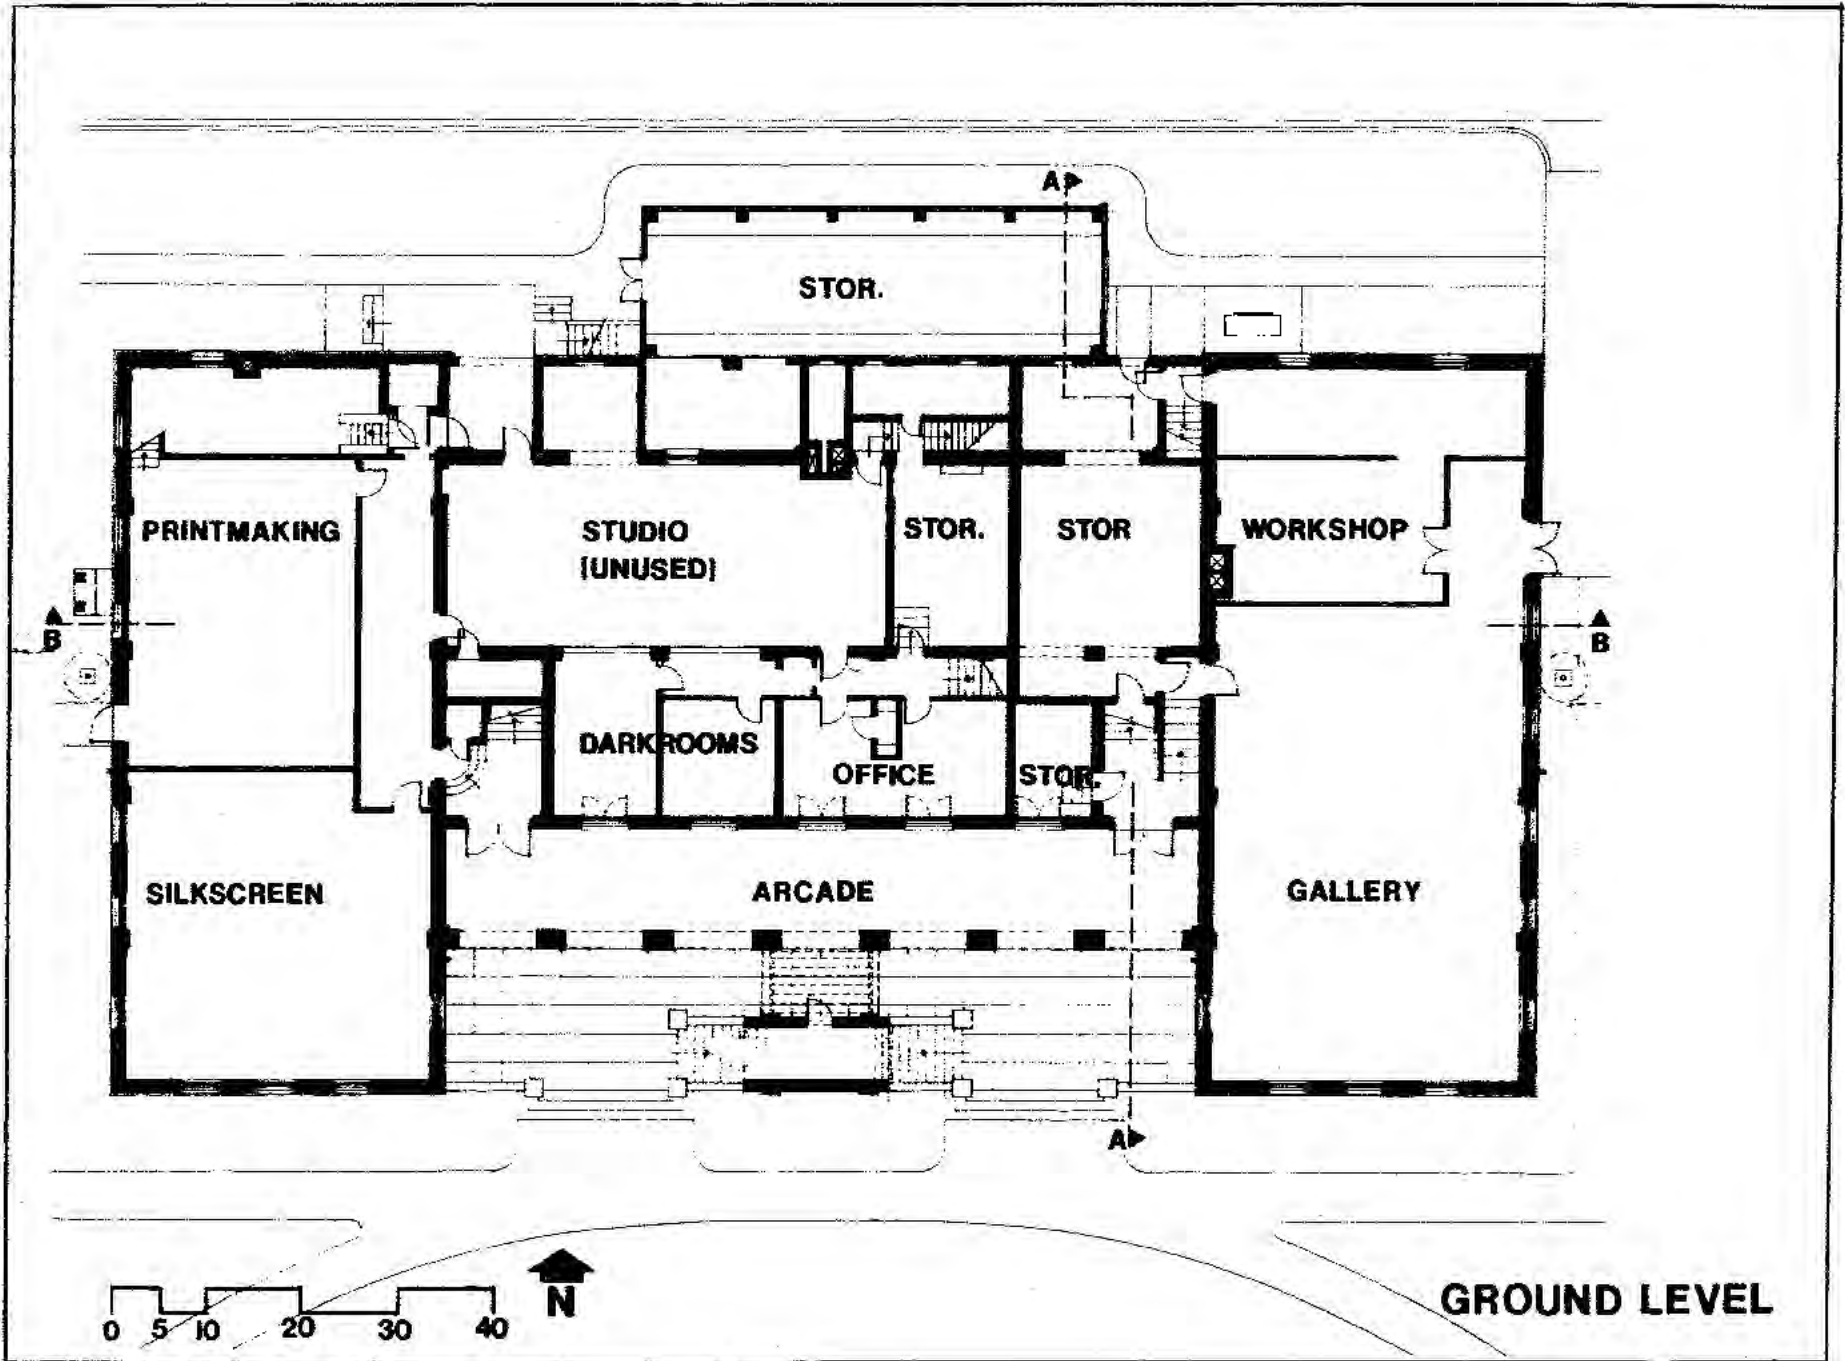 A
STOR.
PRINTMAKING
STUDIO
[UNUSED]
STOR.
STOR
WORKSHOP
B
B
DARKROOMS
OFFICE
STOR.
SILKSCREEN
ARCADE
GALLERY
A
N
0 5 10 20 30 40
GROUND LEVEL